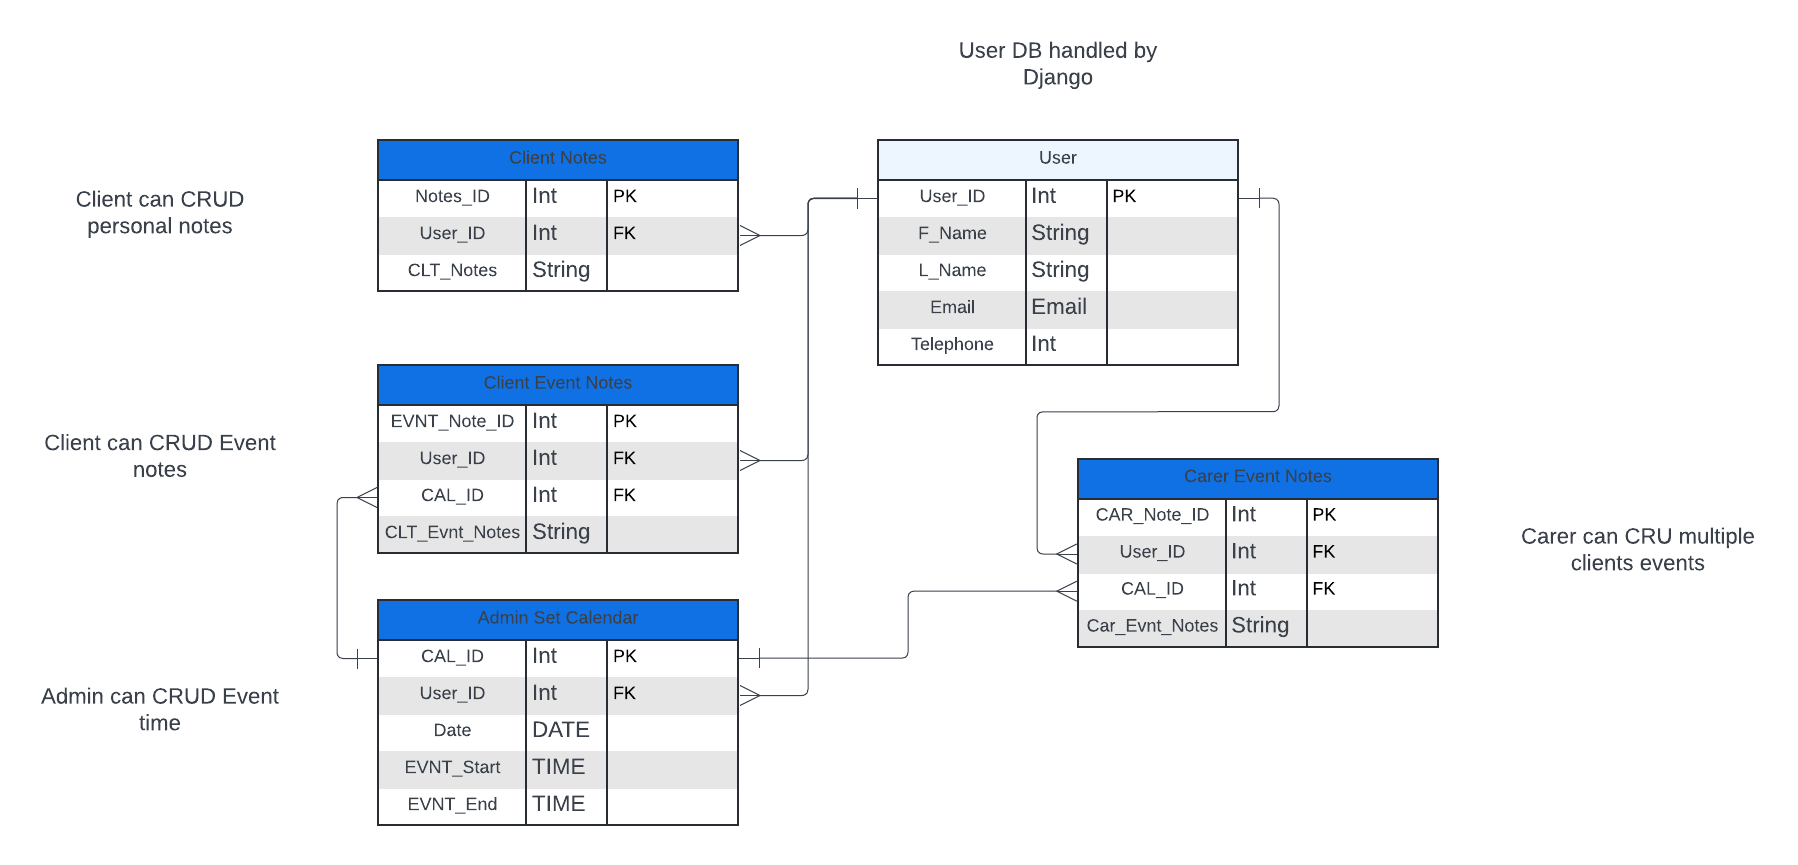 User DB handled by
Django
Client can CRUD
personal notes
Client Notes
Notes_ID Int PK
User_ID Int FK
CLT_Notes String
User
User_ID Int PK
F_Name String
L_Name String
Email Email
Telephone Int
Client can CRUD Event
notes
Client Event Notes
EVNT_Note_ID Int PK
User_ID Int FK
CAL_ID Int FK
CLT_Evnt_Notes String
Carer Event Notes
CAR_Note_ID Int PK
User_ID Int FK
CAL_ID Int FK
Car_Evnt_Notes String
Carer can CRU multiple
clients events
Admin can CRUD Event
time
Admin Set Calendar
CAL_ID Int PK
User_ID Int FK
Date DATE
EVNT_Start TIME
EVNT_End TIME